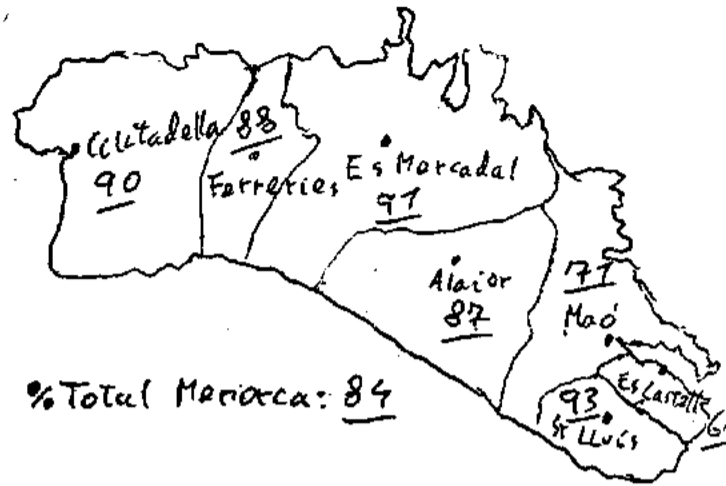 Ciutadella
90
88
Ferreries
Es Mercadal
91
Alaior
87
71
Maó
Es Castell
93
St Lluís
% Total Menorca: 84